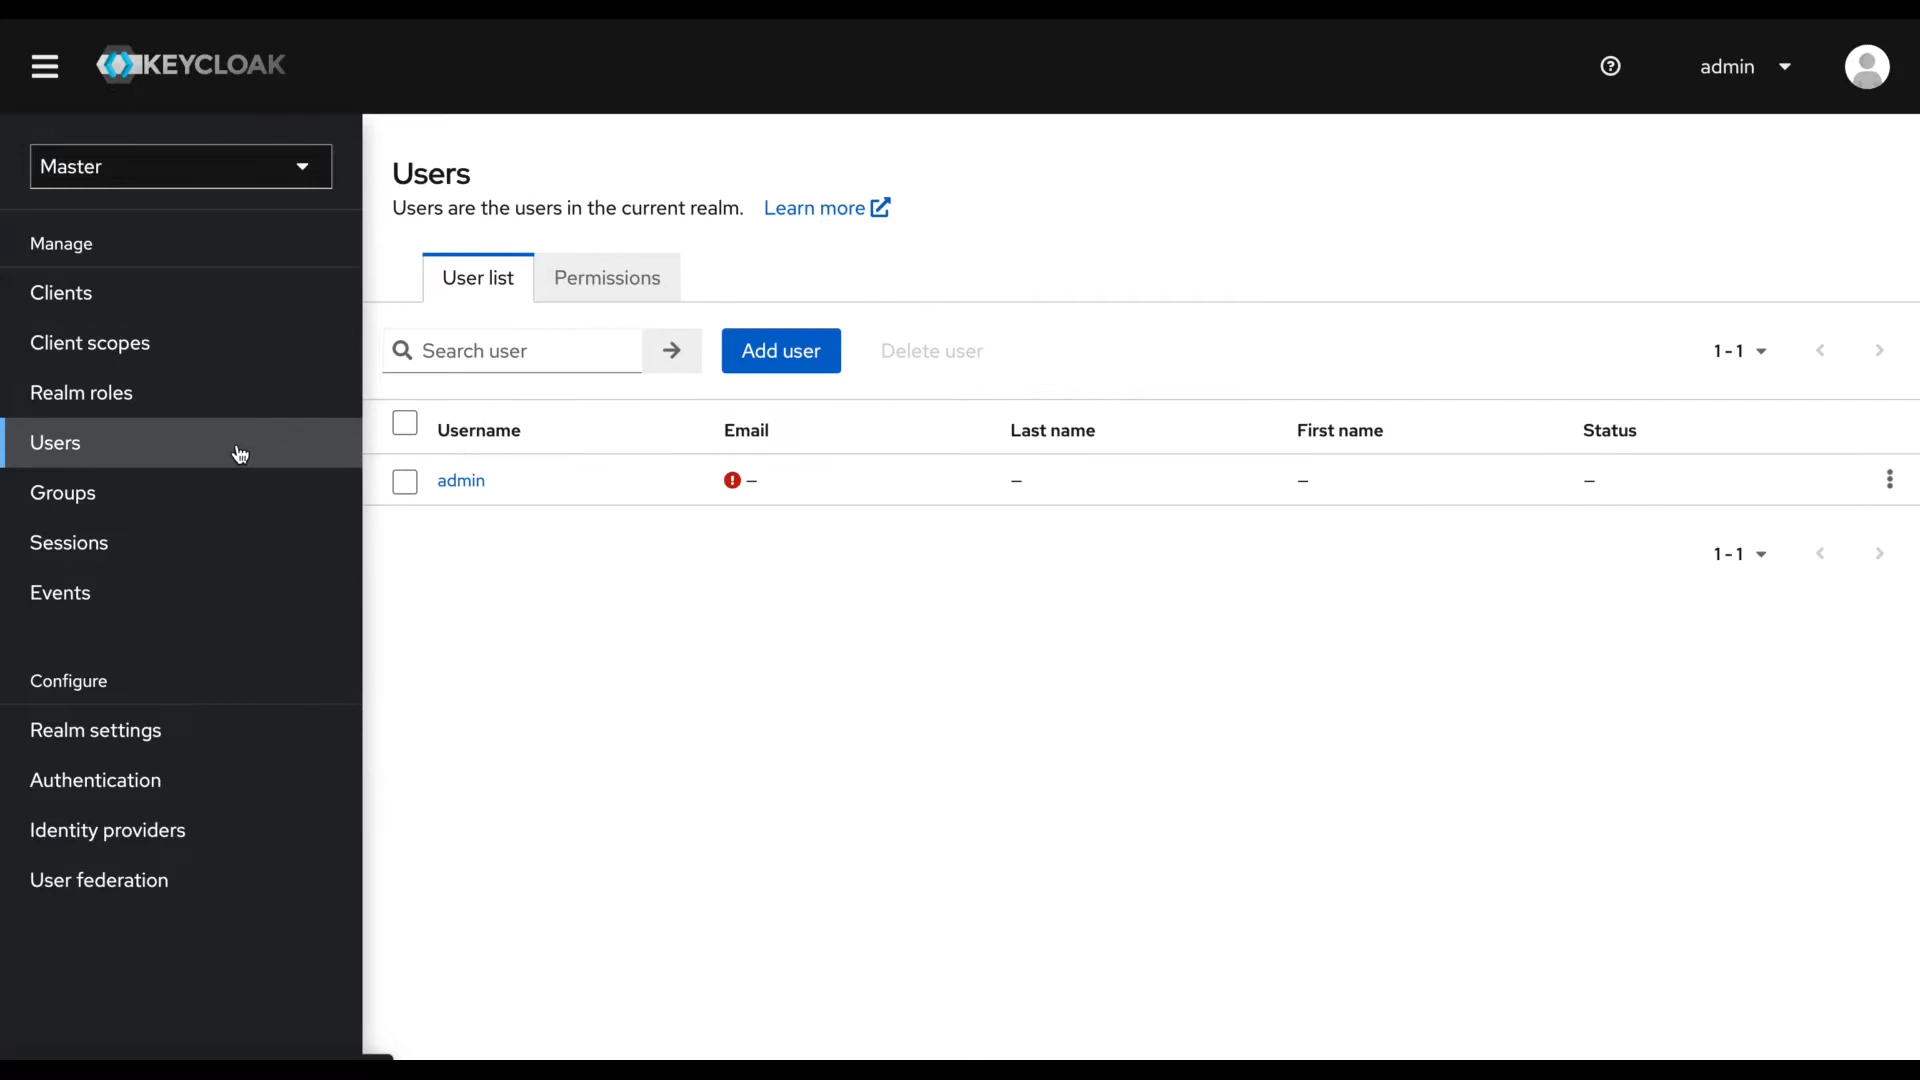 KEYCLOAK
admin
Master
Manage
Clients
Client scopes
Realm roles
Users
Groups
Sessions
Events
Configure
Realm settings
Authentication
Identity providers
User federation
Users
Users are the users in the current realm. Learn more
User list Permissions
Search user Add user Delete user 1 - 1
Username Email Last name First name Status
admin – – – –
1 - 1